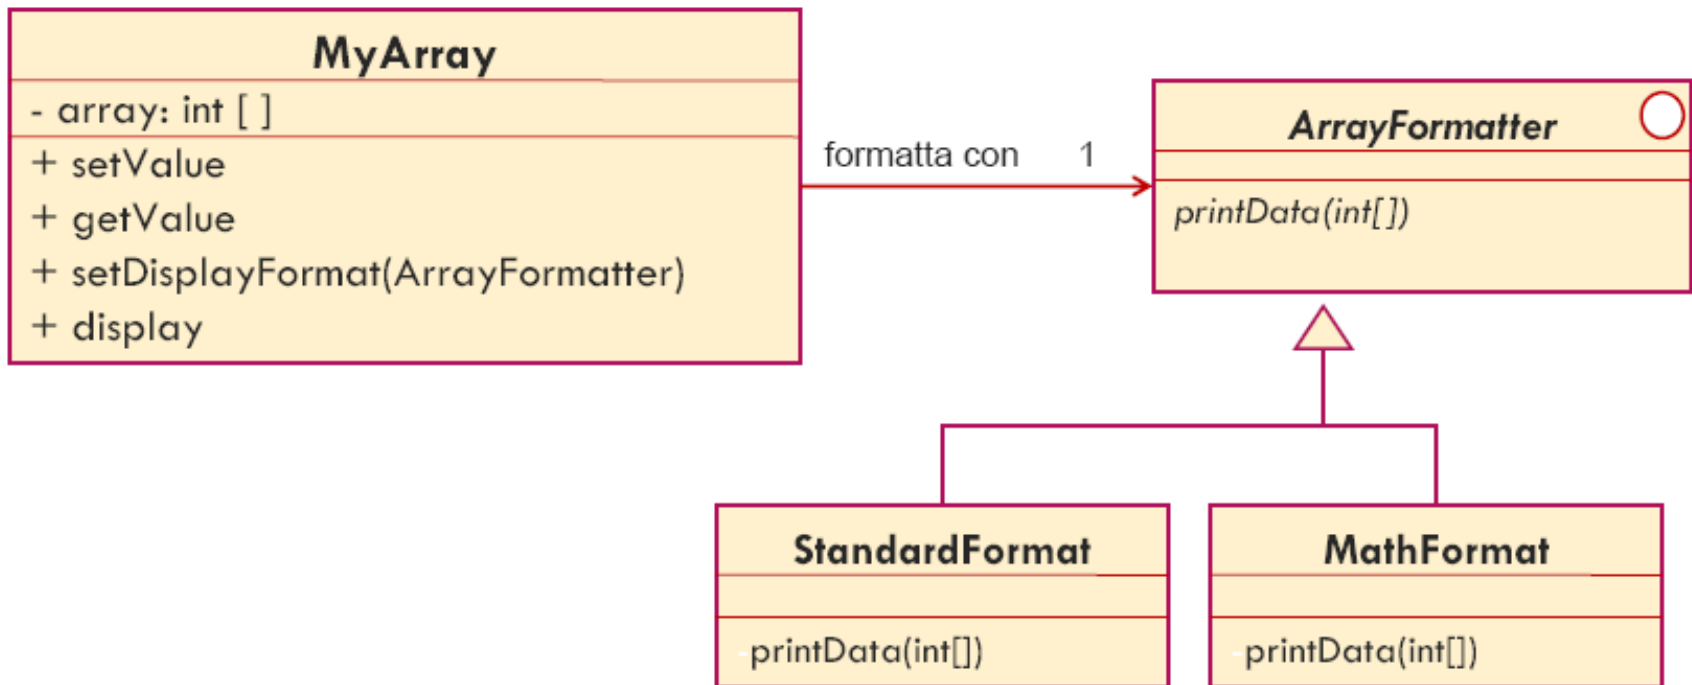 MyArray
- array: int [ ]
+ setValue
+ getValue
+ setDisplayFormat(ArrayFormatter)
+ display
formatta con 1
ArrayFormatter
printData(int[])
StandardFormat
-printData(int[])
MathFormat
-printData(int[])